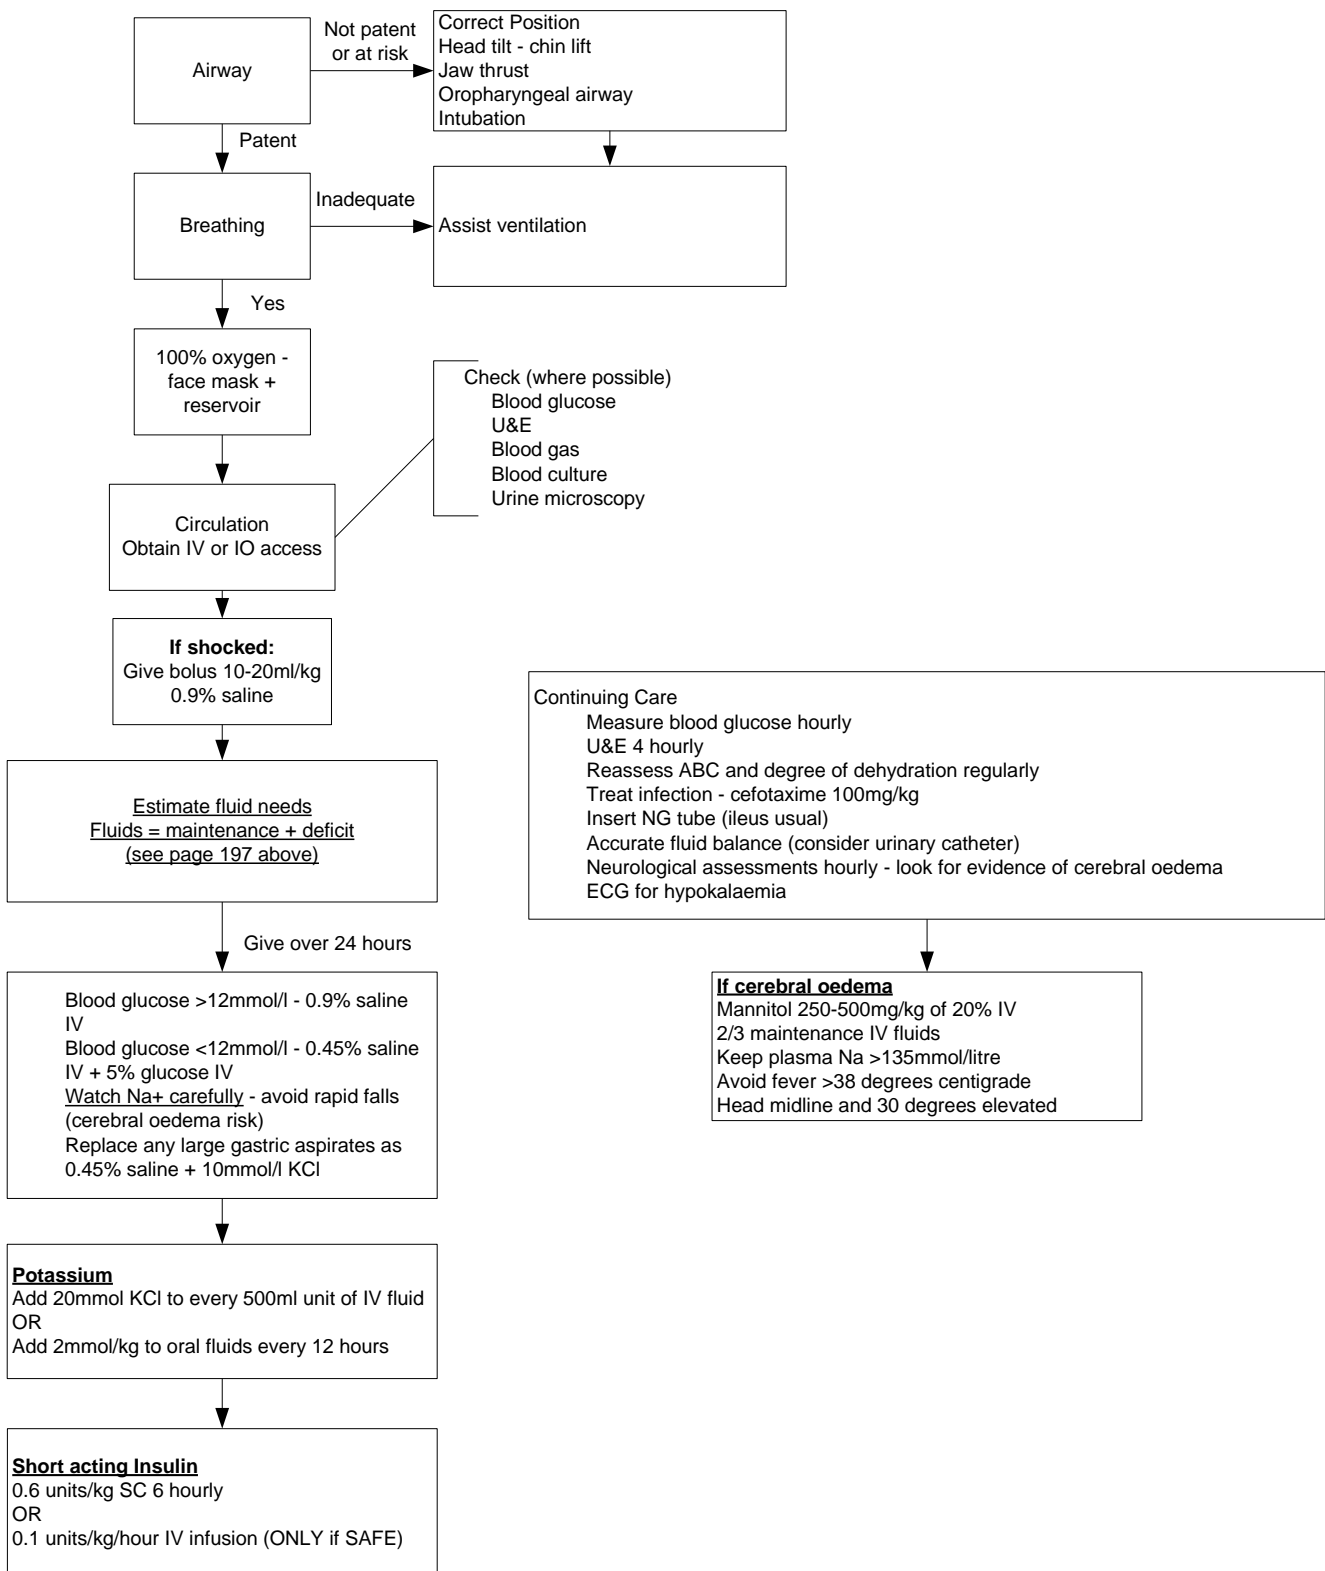 Airway
Not patent
or at risk
Correct Position
Head tilt - chin lift
Jaw thrust
Oropharyngeal airway
Intubation
Patent
Breathing
Inadequate
Assist ventilation
Yes
100% oxygen -
face mask +
reservoir
Check (where possible)
Blood glucose
U&E
Blood gas
Blood culture
Urine microscopy
Circulation
Obtain IV or IO access
If shocked:
Give bolus 10-20ml/kg
0.9% saline
Estimate fluid needs
Fluids = maintenance + deficit
(see page 197 above)
Give over 24 hours
Blood glucose >12mmol/l - 0.9% saline
IV
Blood glucose <12mmol/l - 0.45% saline
IV + 5% glucose IV
Watch Na+ carefully - avoid rapid falls
(cerebral oedema risk)
Replace any large gastric aspirates as
0.45% saline + 10mmol/l KCl
Potassium
Add 20mmol KCl to every 500ml unit of IV fluid
OR
Add 2mmol/kg to oral fluids every 12 hours
Short acting Insulin
0.6 units/kg SC 6 hourly
OR
0.1 units/kg/hour IV infusion (ONLY if SAFE)
Continuing Care
Measure blood glucose hourly
U&E 4 hourly
Reassess ABC and degree of dehydration regularly
Treat infection - cefotaxime 100mg/kg
Insert NG tube (ileus usual)
Accurate fluid balance (consider urinary catheter)
Neurological assessments hourly - look for evidence of cerebral oedema
ECG for hypokalaemia
If cerebral oedema
Mannitol 250-500mg/kg of 20% IV
2/3 maintenance IV fluids
Keep plasma Na >135mmol/litre
Avoid fever >38 degrees centigrade
Head midline and 30 degrees elevated